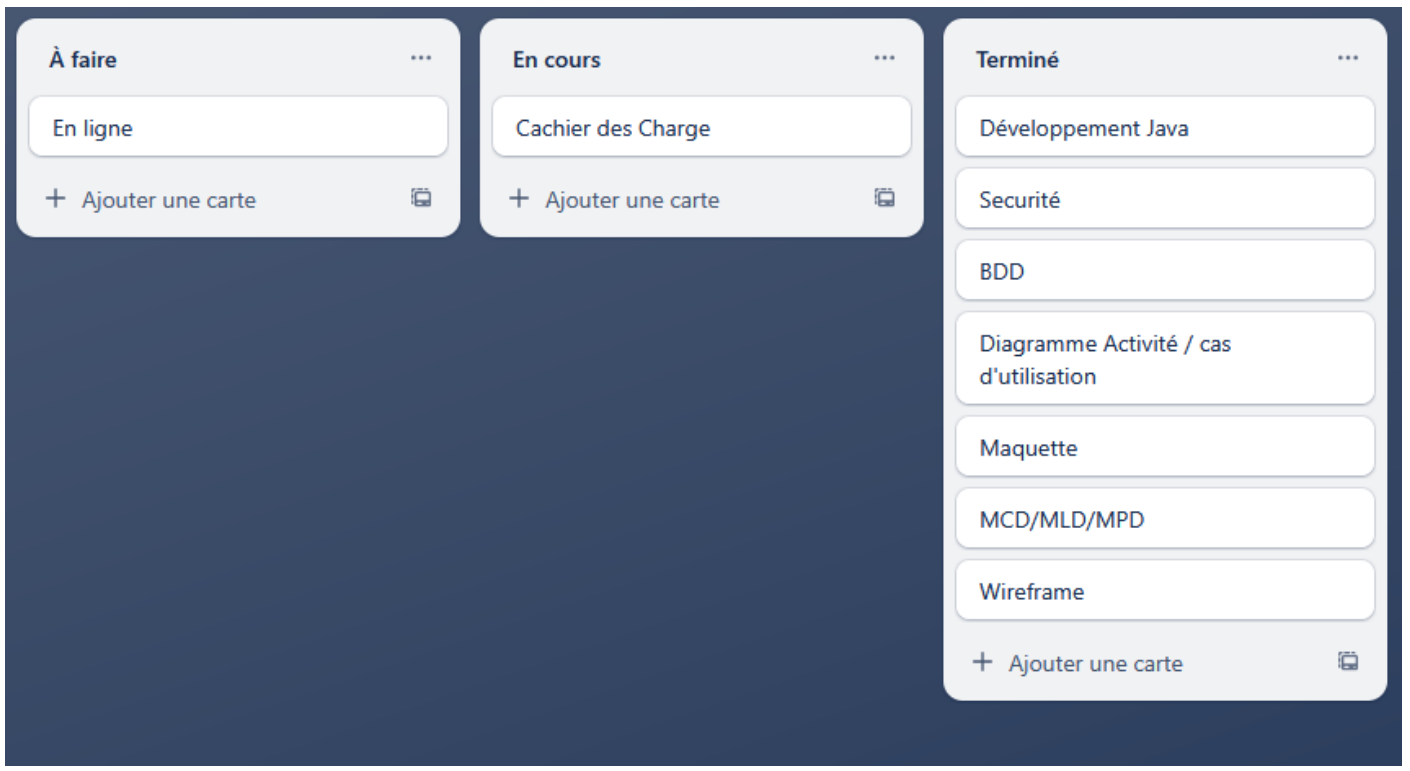 À faire
En ligne
Ajouter une carte
En cours
Cachier des Charge
Ajouter une carte
Terminé
Développement Java
Securité
BDD
Diagramme Activité / cas
d'utilisation
Maquette
MCD/MLD/MPD
Wireframe
Ajouter une carte